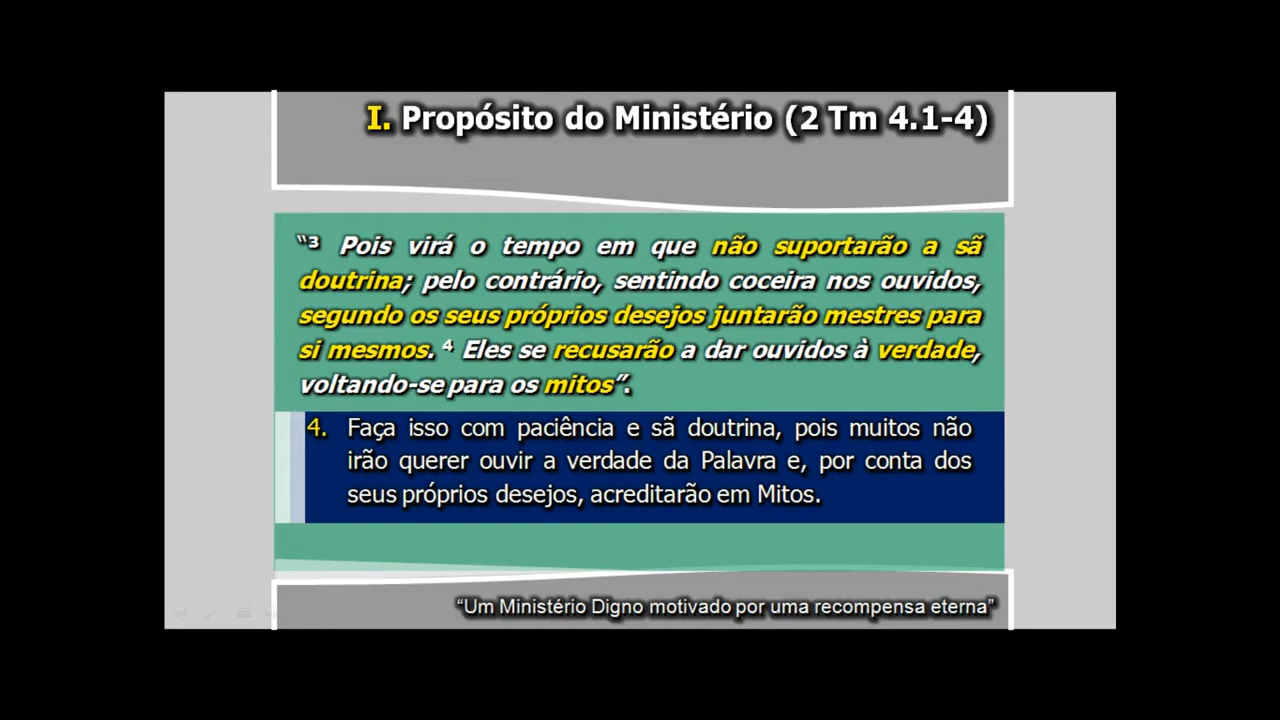 I. Propósito do Ministério (2 Tm 4.1-4)
“³ Pois virá o tempo em que não suportarão a sã
doutrina; pelo contrário, sentindo coceira nos ouvidos,
segundo os seus próprios desejos juntarão mestres para
si mesmos. ⁴ Eles se recusarão a dar ouvidos à verdade,
voltando-se para os mitos”.
4. Faça isso com paciência e sã doutrina, pois muitos não
irão querer ouvir a verdade da Palavra e, por conta dos
seus próprios desejos, acreditarão em Mitos.
“Um Ministério Digno motivado por uma recompensa eterna”